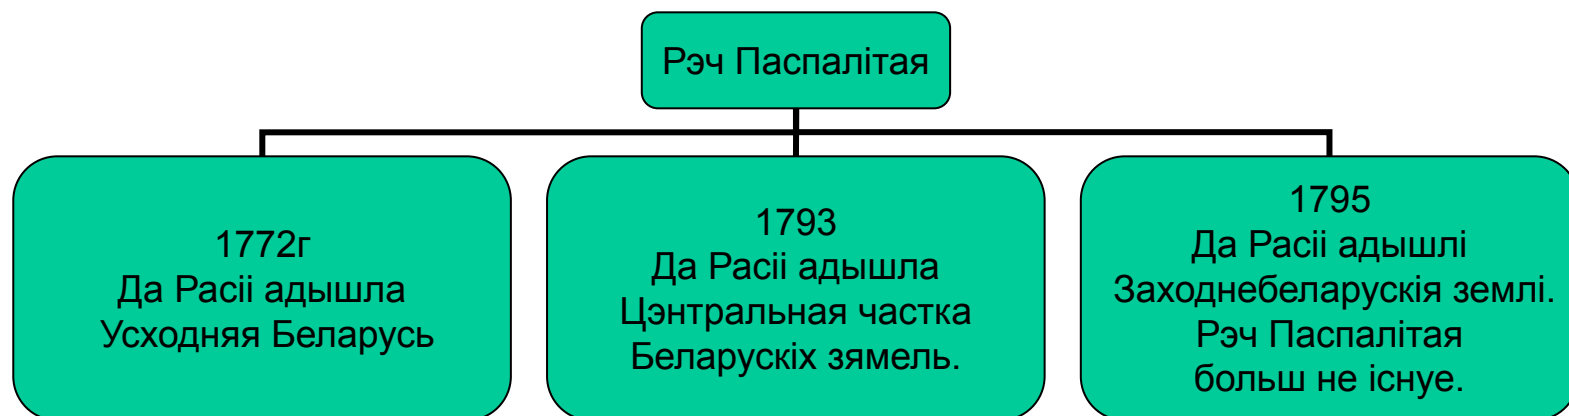 Рэч Паспалітая
1772г
Да Расіі адышла
Усходняя Беларусь
1793
Да Расіі адышла
Цэнтральная частка
Беларускіх зямель.
1795
Да Расіі адышлі
Заходнебеларускія землі.
Рэч Паспалітая
больш не існуе.